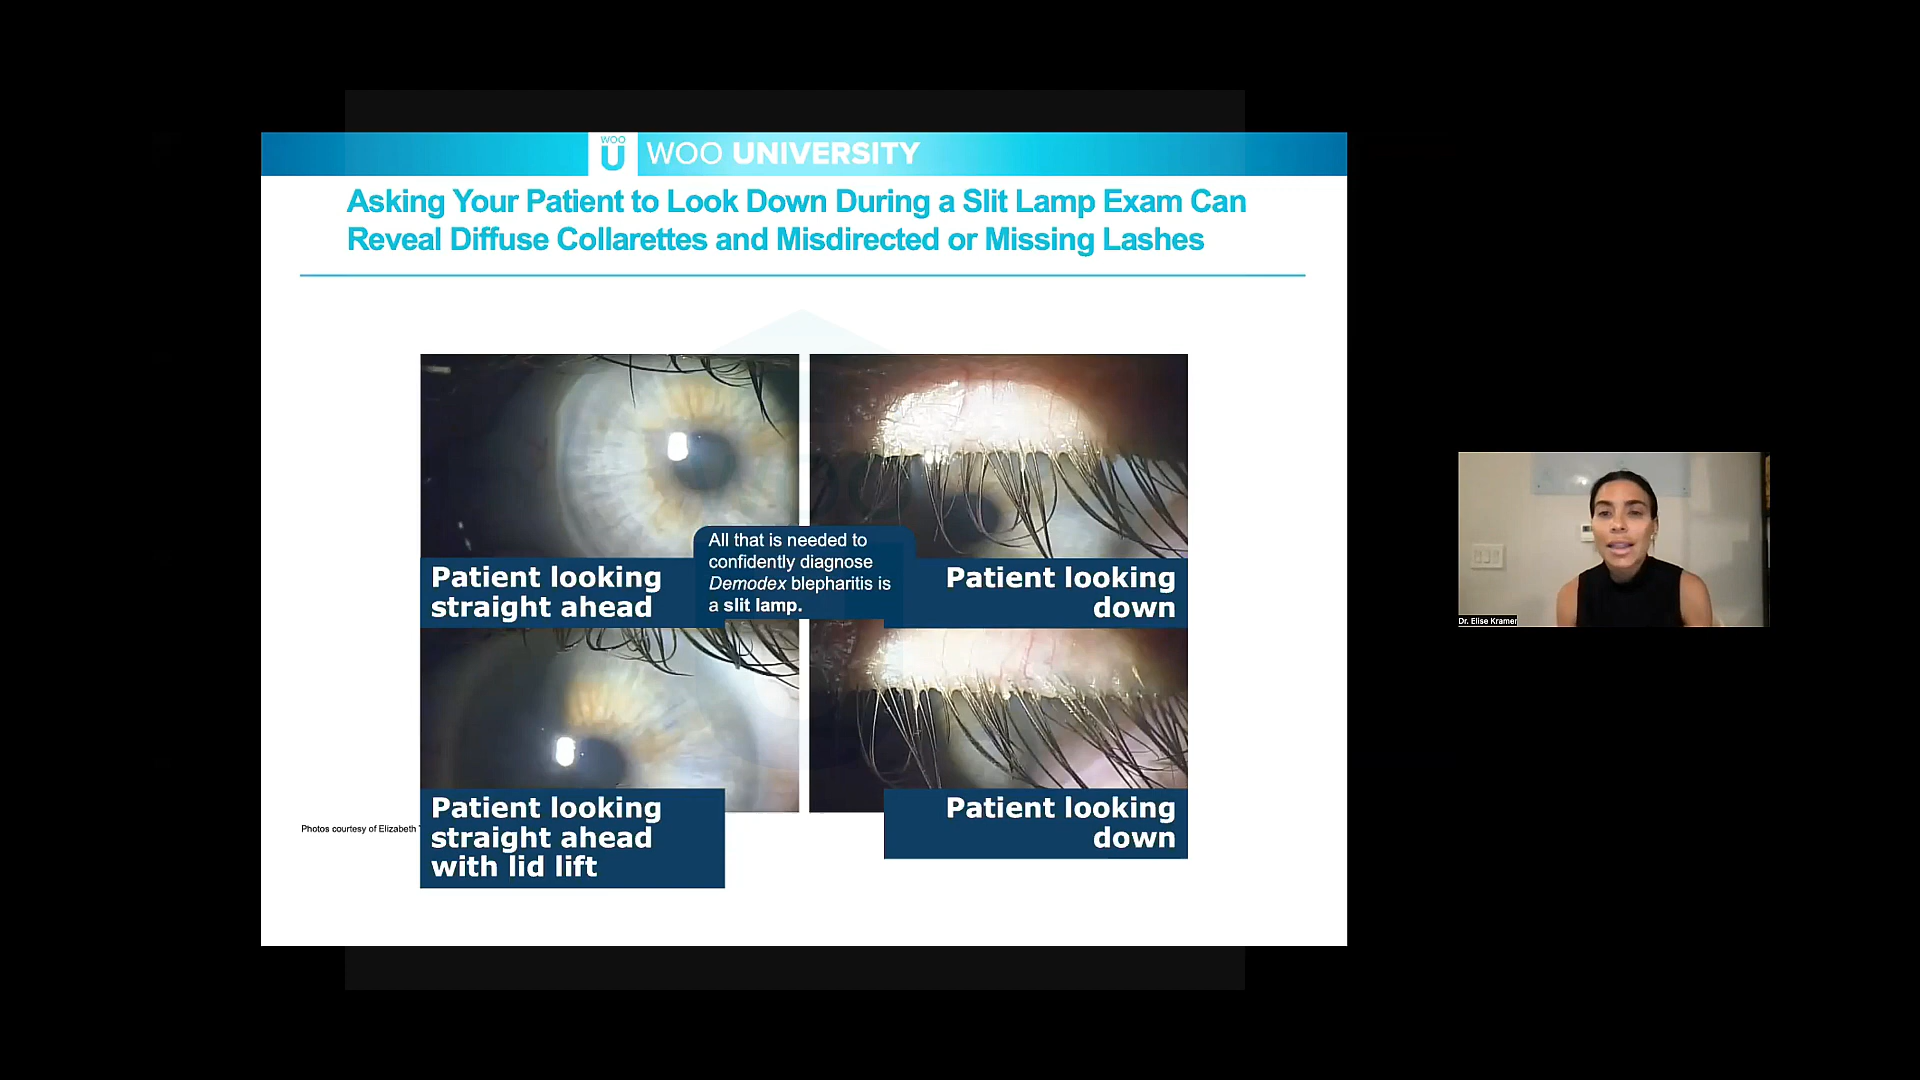 WOO
U
WOO UNIVERSITY
Asking Your Patient to Look Down During a Slit Lamp Exam Can
Reveal Diffuse Collarettes and Misdirected or Missing Lashes
All that is needed to
confidently diagnose
Demodex blepharitis is
a slit lamp.
Patient looking
straight ahead
Patient looking
down
Patient looking
straight ahead
with lid lift
Patient looking
down
Photos courtesy of Elizabeth
Dr. Elise Kramer